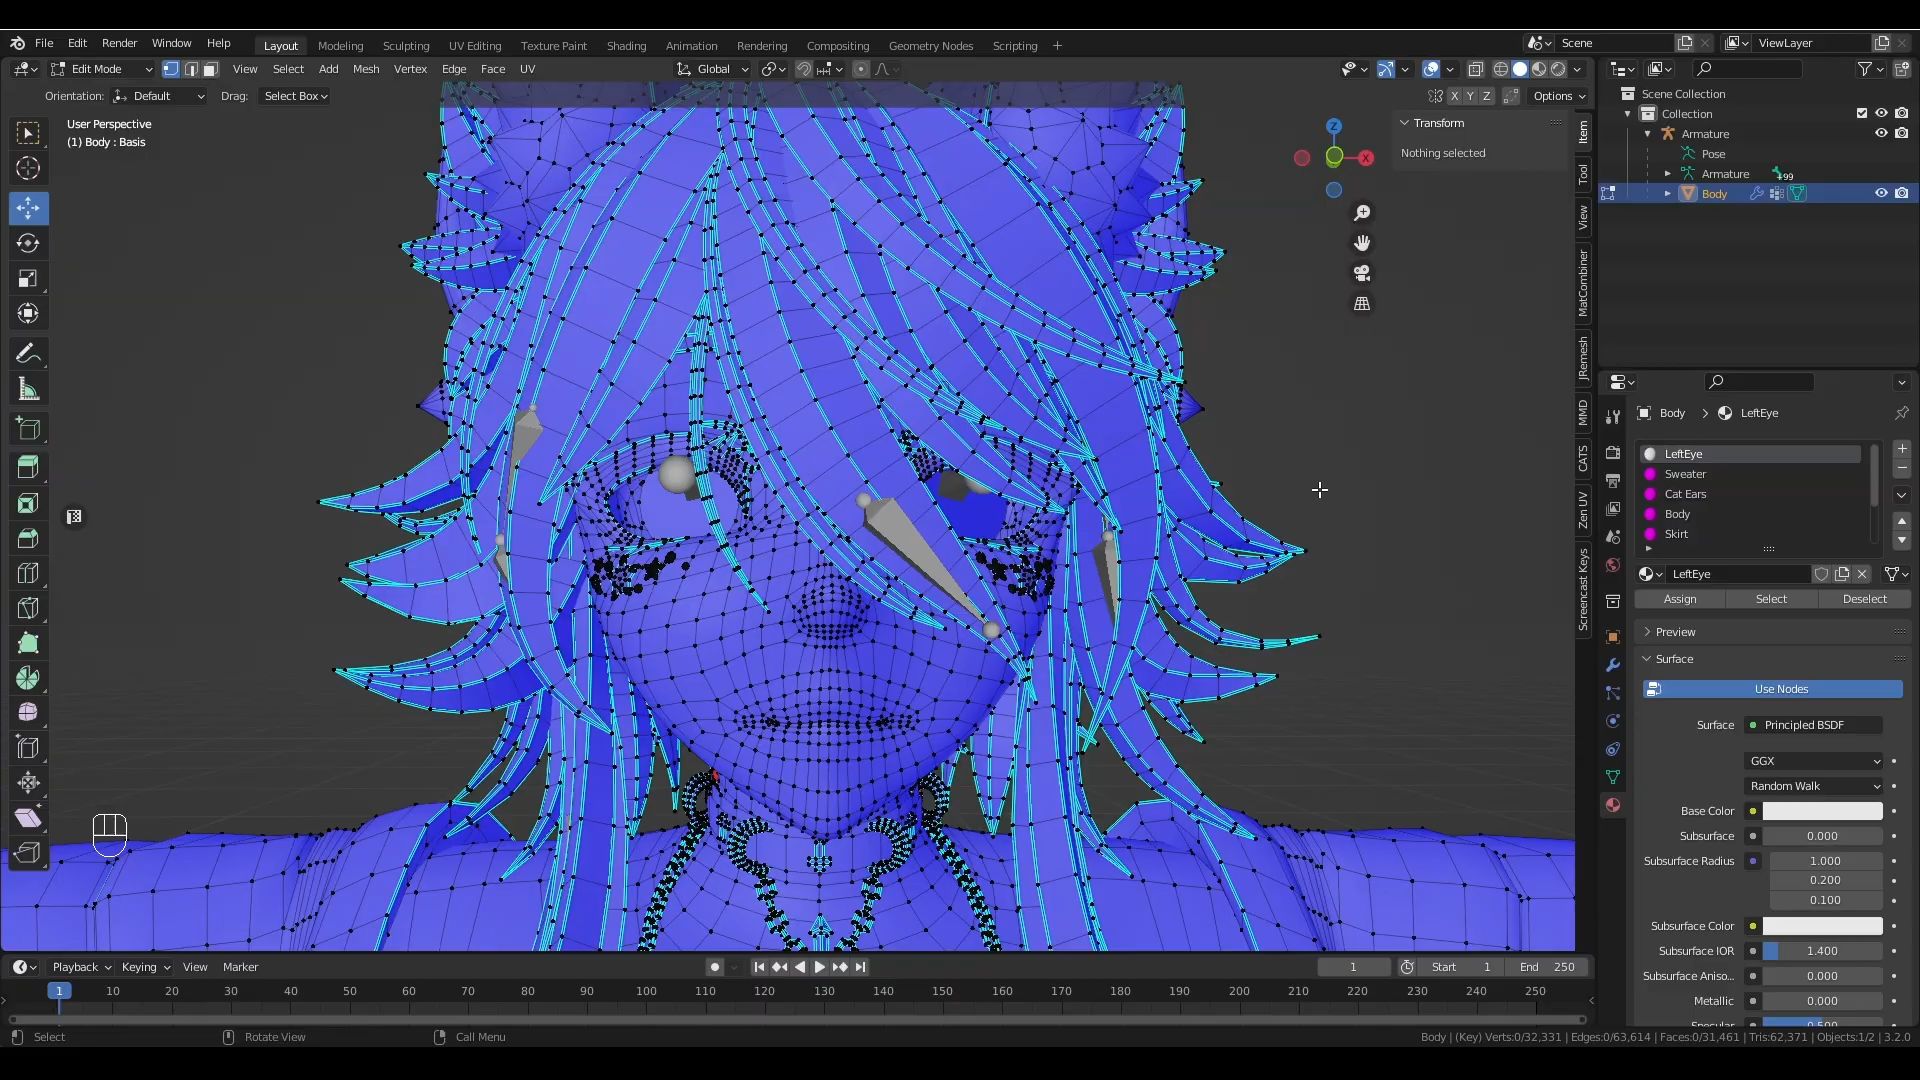 File Edit Render Window Help Layout Modeling Sculpting UV Editing Texture Paint Shading Animation Rendering Compositing Geometry Nodes Scripting + Scene ViewLayer
Edit Mode View Select Add Mesh Vertex Edge Face UV Global
Orientation: Default Drag: Select Box X Y Z Options
User Perspective
(1) Body : Basis
Transform
Nothing selected
Z
X
Item
Tool
View
MatCombiner
JRemesh
MMD
CATS
Zen UV
Screencast Keys
Scene Collection
Collection
Armature
Pose
Armature +99
Body
Body > LeftEye
LeftEye
Sweater
Cat Ears
Body
Skirt
LeftEye
Assign Select Deselect
Preview
Surface
Use Nodes
Surface Principled BSDF
GGX
Random Walk
Base Color
Subsurface 0.000
Subsurface Radius 1.000
0.200
0.100
Subsurface Color
Subsurface IOR 1.400
Subsurface Aniso... 0.000
Metallic 0.000
Specular 0.500
Playback Keying View Marker 1 Start 1 End 250
1 10 20 30 40 50 60 70 80 90 100 110 120 130 140 150 160 170 180 190 200 210 220 230 240 250
Select Rotate View Call Menu Body | (Key) Verts:0/32,331 | Edges:0/63,614 | Faces:0/31,461 | Tris:62,371 | Objects:1/2 | 3.2.0